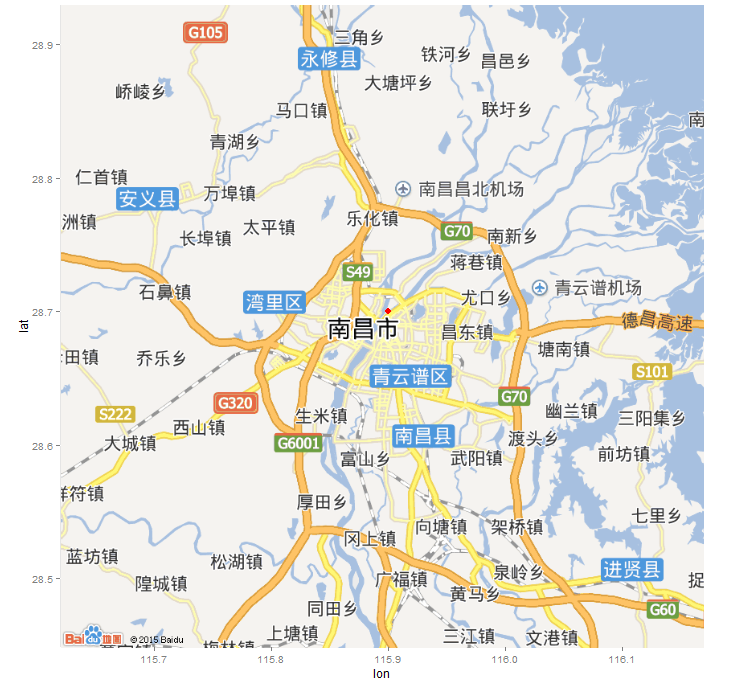 28.9
28.8
28.7
28.6
28.5
lat
G105
三角乡
永修县
铁河乡
昌邑乡
大塘坪乡
峤崚乡
马口镇
联圩乡
南
青湖乡
仁首镇
安义县
万埠镇
南昌昌北机场
洲镇
太平镇
乐化镇
长埠镇
G70
南新乡
蒋巷镇
S49
石鼻镇
湾里区
青云谱机场
尤口乡
南昌市
昌东镇
德昌高速
田镇
乔乐乡
塘南镇
青云谱区
S101
G320
G70
S222
生米镇
幽兰镇
三阳集乡
西山镇
南昌县
大城镇
G6001
渡头乡
富山乡
武阳镇
前坊镇
祥符镇
厚田乡
七里乡
向塘镇
架桥镇
冈上镇
蓝坊镇
松湖镇
泉岭乡
进贤县
隍城镇
广福镇
捉
黄马乡
同田乡
G60
上塘镇
三江镇
文港镇
Bai du 地图
© 2015 Baidu
梅林镇
115.7
115.8
115.9
116.0
116.1
lon